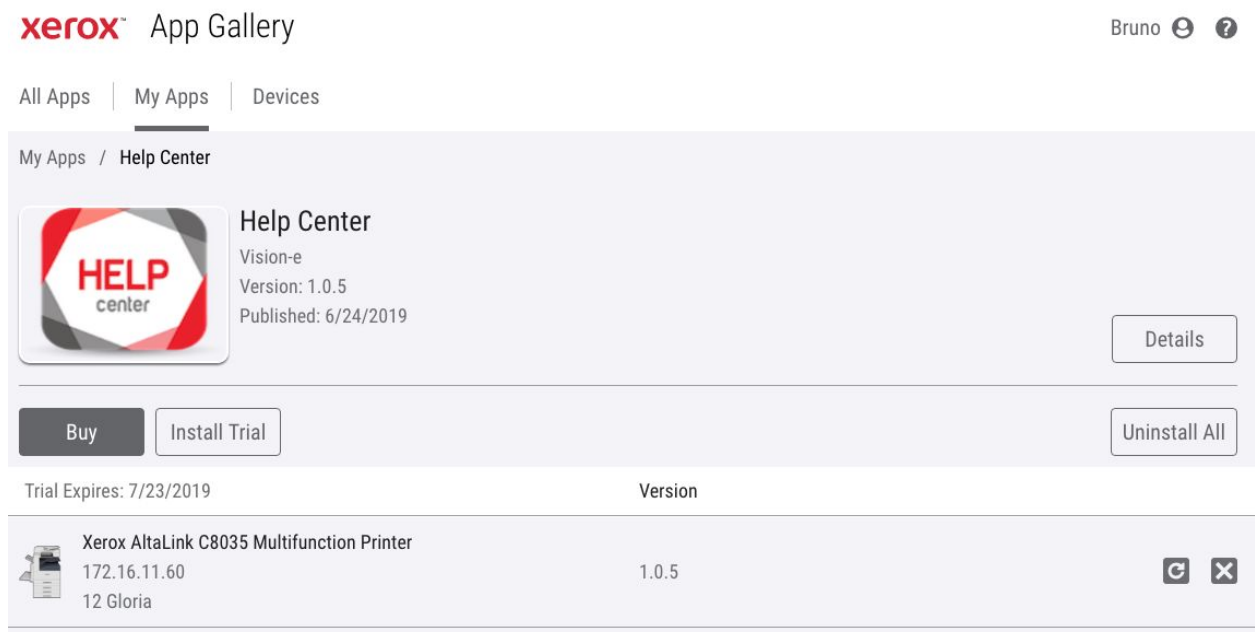 xerox™ App Gallery
Bruno
All Apps My Apps Devices
My Apps / Help Center
HELP
center
Help Center
Vision-e
Version: 1.0.5
Published: 6/24/2019
Details
Buy Install Trial Uninstall All
Trial Expires: 7/23/2019 Version
Xerox AltaLink C8035 Multifunction Printer
172.16.11.60 1.0.5
12 Gloria